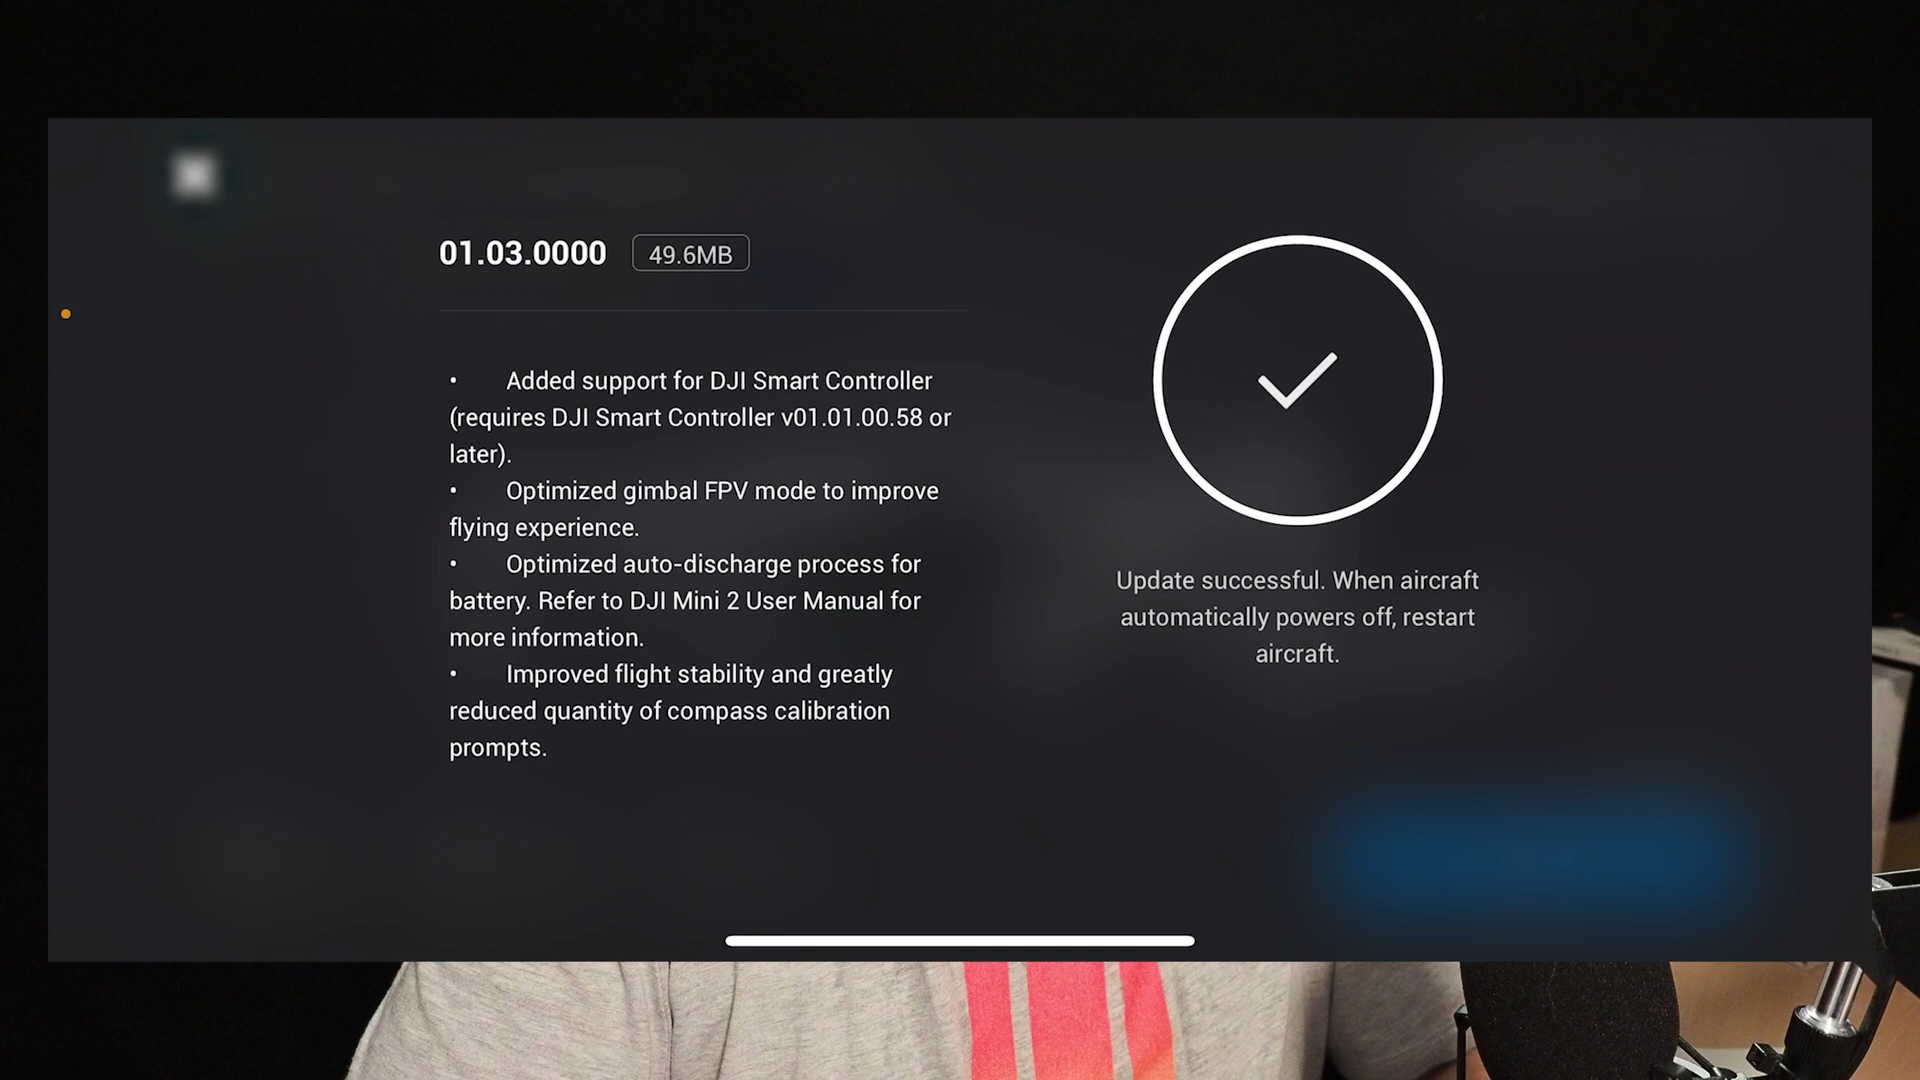 01.03.0000 49.6MB
• Added support for DJI Smart Controller
(requires DJI Smart Controller v01.01.00.58 or
later).
• Optimized gimbal FPV mode to improve
flying experience.
• Optimized auto-discharge process for
battery. Refer to DJI Mini 2 User Manual for
more information.
• Improved flight stability and greatly
reduced quantity of compass calibration
prompts.
Update successful. When aircraft
automatically powers off, restart
aircraft.